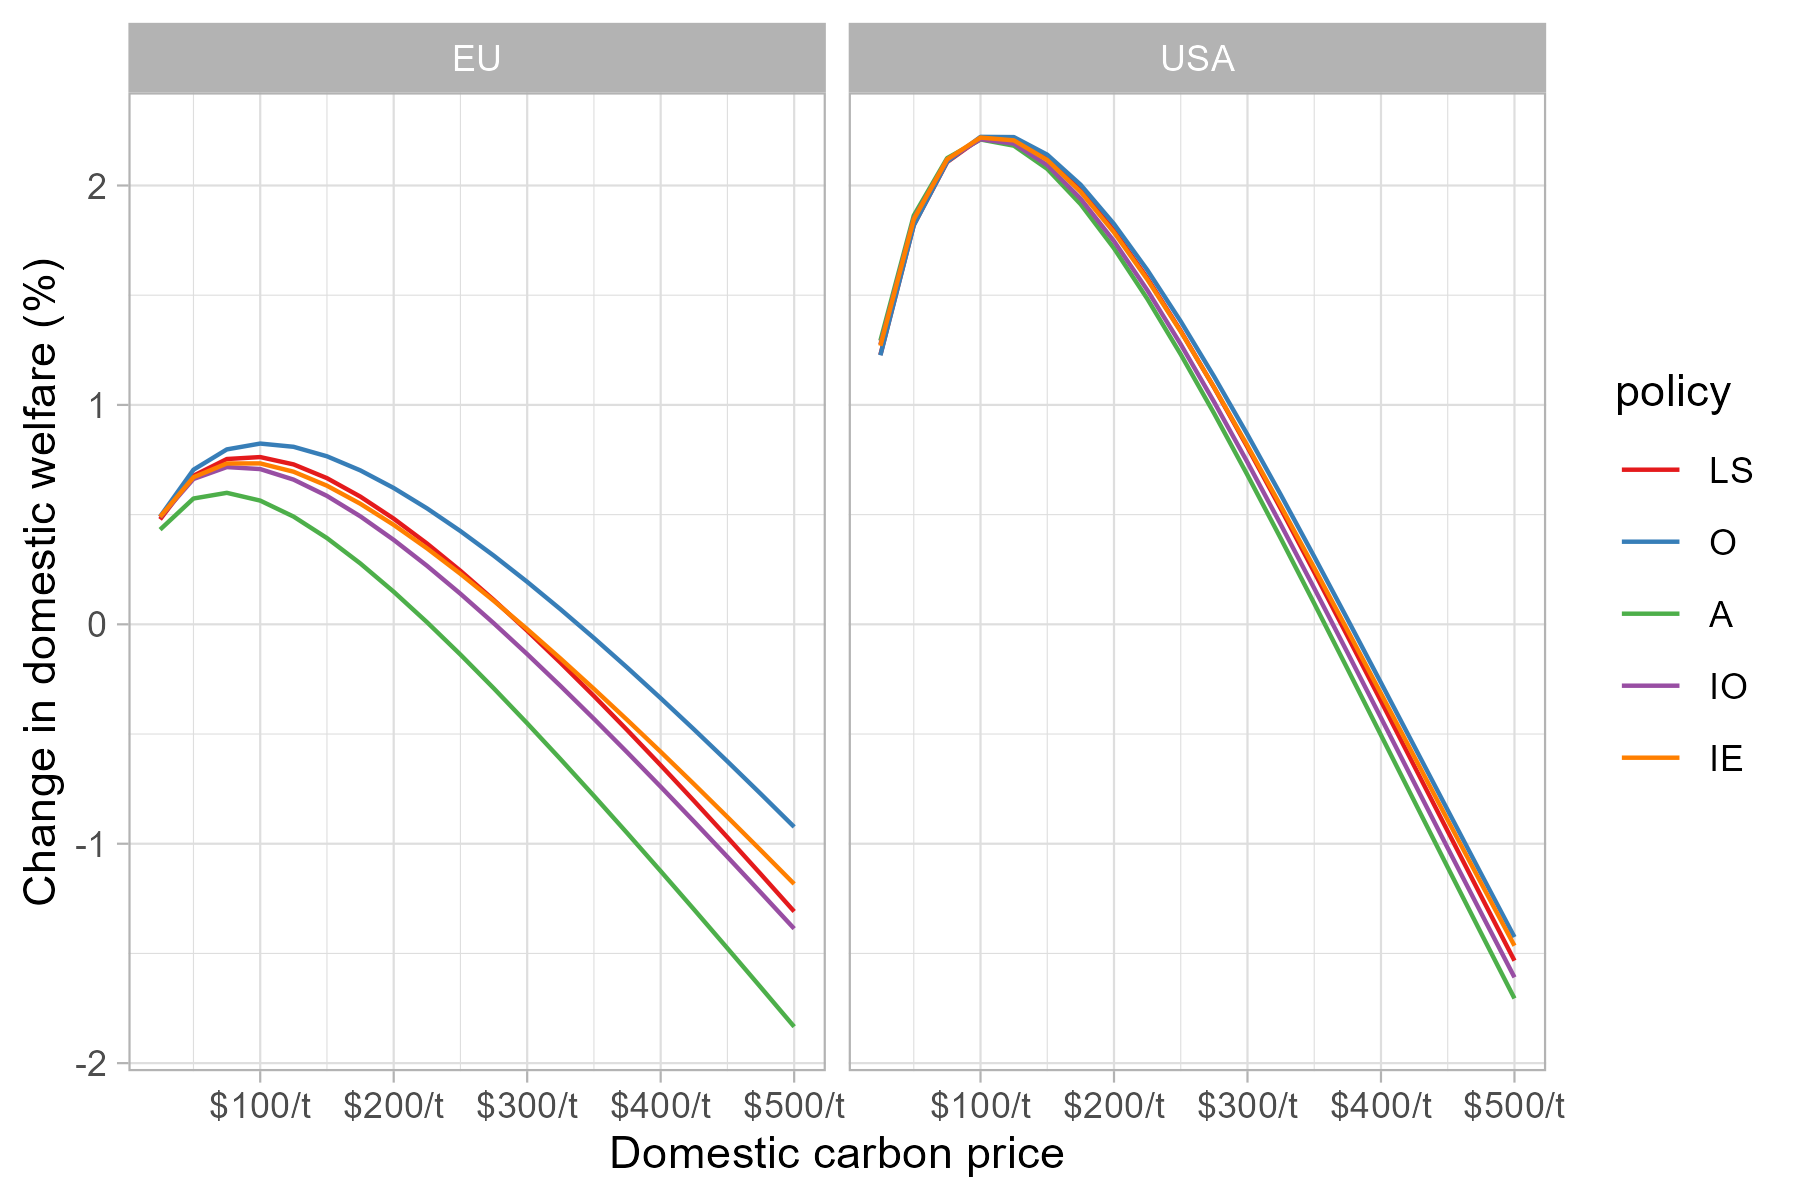 EU
USA
Change in domestic welfare (%)
2
1
0
-1
-2
$100/t $200/t $300/t $400/t $500/t
$100/t $200/t $300/t $400/t $500/t
Domestic carbon price
policy
LS
O
A
IO
IE